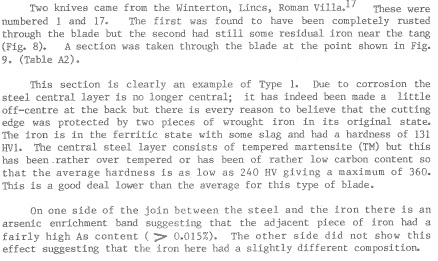 Two knives came from the Winterton, Lincs, Roman Villa.17 These were
numbered 1 and 17. The first was found to have been completely rusted
through the blade but the second had still some residual iron near the tang
(Fig. 8). A section was taken through the blade at the point shown in Fig.
9. (Table A2).
This section is clearly an example of Type 1. Due to corrosion the
steel central layer is no longer central; it has indeed been made a little
off-centre at the back but there is every reason to believe that the cutting
edge was protected by two pieces of wrought iron in its original state.
The iron is in the ferritic state with some slag and had a hardness of 131
HV1. The central steel layer consists of tempered martensite (TM) but this
has been.rather over tempered or has been of rather low carbon content so
that the average hardness is as low as 240 HV giving a maximum of 360.
This is a good deal lower than the average for this type of blade.
On one side of the join between the steel and the iron there is an
arsenic enrichment band suggesting that the adjacent piece of iron had a
fairly high As content ( > 0.015%). The other side did not show this
effect suggesting that the iron here had a slightly different composition.